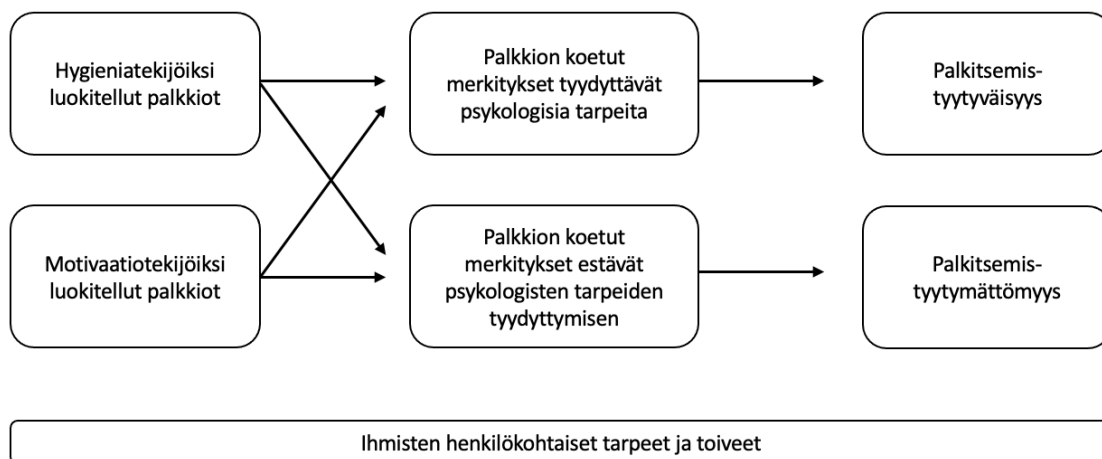 Hygieniatekijöiksi
luokitellut palkkiot
Palkkion koetut
merkitykset tyydyttävät
psykologisia tarpeita
Palkitsemis-
tyytyväisyys
Motivaatiotekijöiksi
luokitellut palkkiot
Palkkion koetut
merkitykset estävät
psykologisten tarpeiden
tyydyttymisen
Palkitsemis-
tyytymättömyys
Ihmisten henkilökohtaiset tarpeet ja toiveet